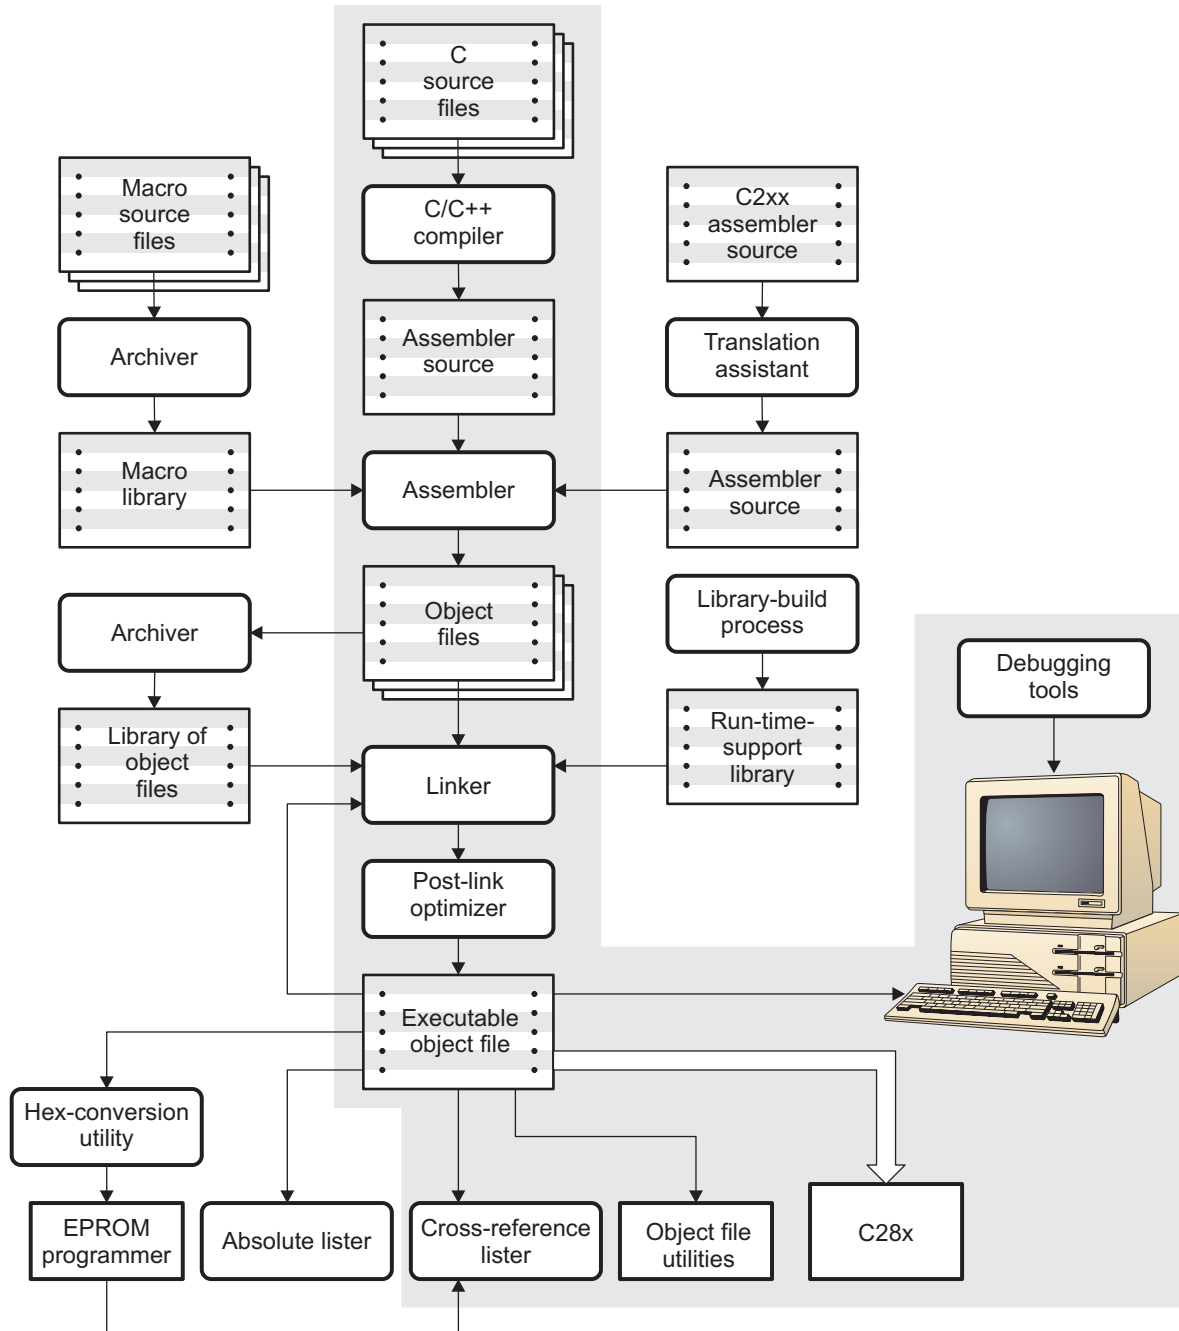 C
source
files
Macro
source
files
C/C++
compiler
C2xx
assembler
source
Archiver
Assembler
source
Translation
assistant
Macro
library
Assembler
Assembler
source
Archiver
Object
files
Library-build
process
Debugging
tools
Library of
object
files
Linker
Run-time-
support
library
Post-link
optimizer
Executable
object file
Hex-conversion
utility
EPROM
programmer
Absolute lister
Cross-reference
lister
Object file
utilities
C28x